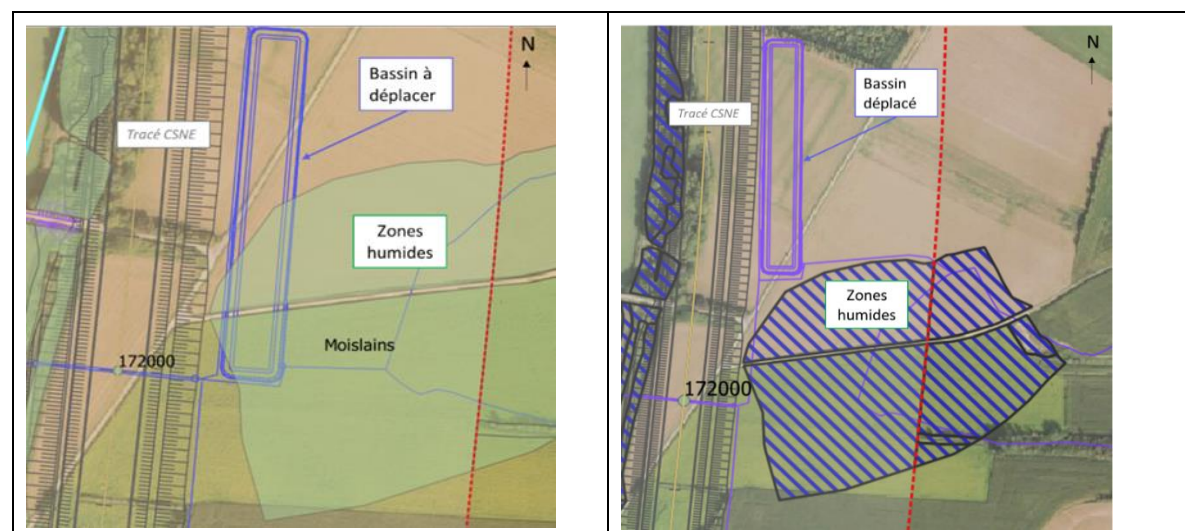 N
Bassin à
déplacer
Tracé CSNE
Zones
humides
Moislains
172000
N
Bassin
déplacé
Tracé CSNE
Zones
humides
172000